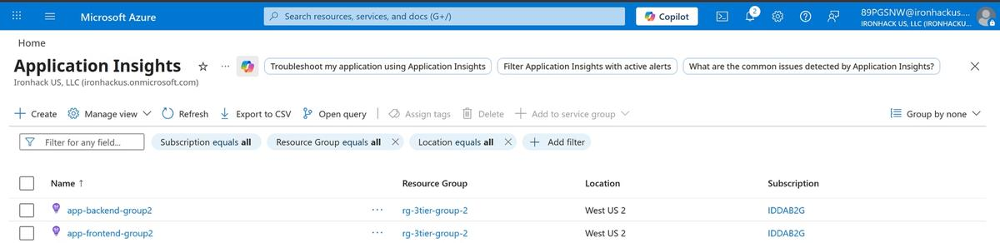 Microsoft Azure
Search resources, services, and docs (G+/)
Copilot
2
89PGSNW@ironhackus....
IRONHACK US, LLC (IRONHACKU...
Home
Application Insights
...
Troubleshoot my application using Application Insights
Filter Application Insights with active alerts
What are the common issues detected by Application Insights?
Ironhack US, LLC (ironhackus.onmicrosoft.com)
Create
Manage view
Refresh
Export to CSV
Open query
Assign tags
Delete
Add to service group
Group by none
Filter for any field...
Subscription equals all
Resource Group equals all
Location equals all
Add filter
Name ↑ Resource Group Location Subscription
app-backend-group2 ... rg-3tier-group-2 West US 2 IDDAB2G
app-frontend-group2 ... rg-3tier-group-2 West US 2 IDDAB2G